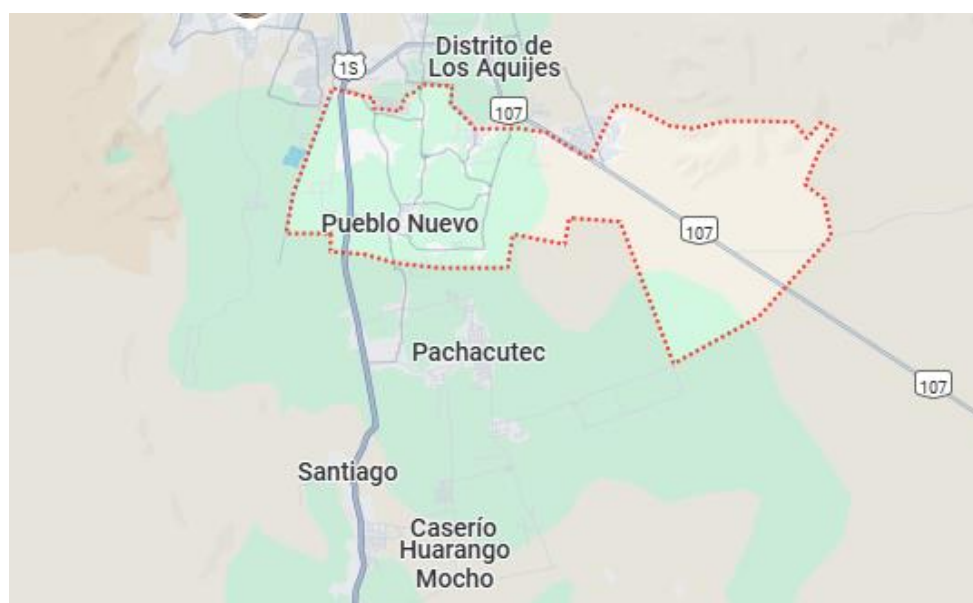 Distrito de
Los Aquijes
1S
107
Pueblo Nuevo
107
Pachacutec
107
Santiago
Caserío
Huarango
Mocho